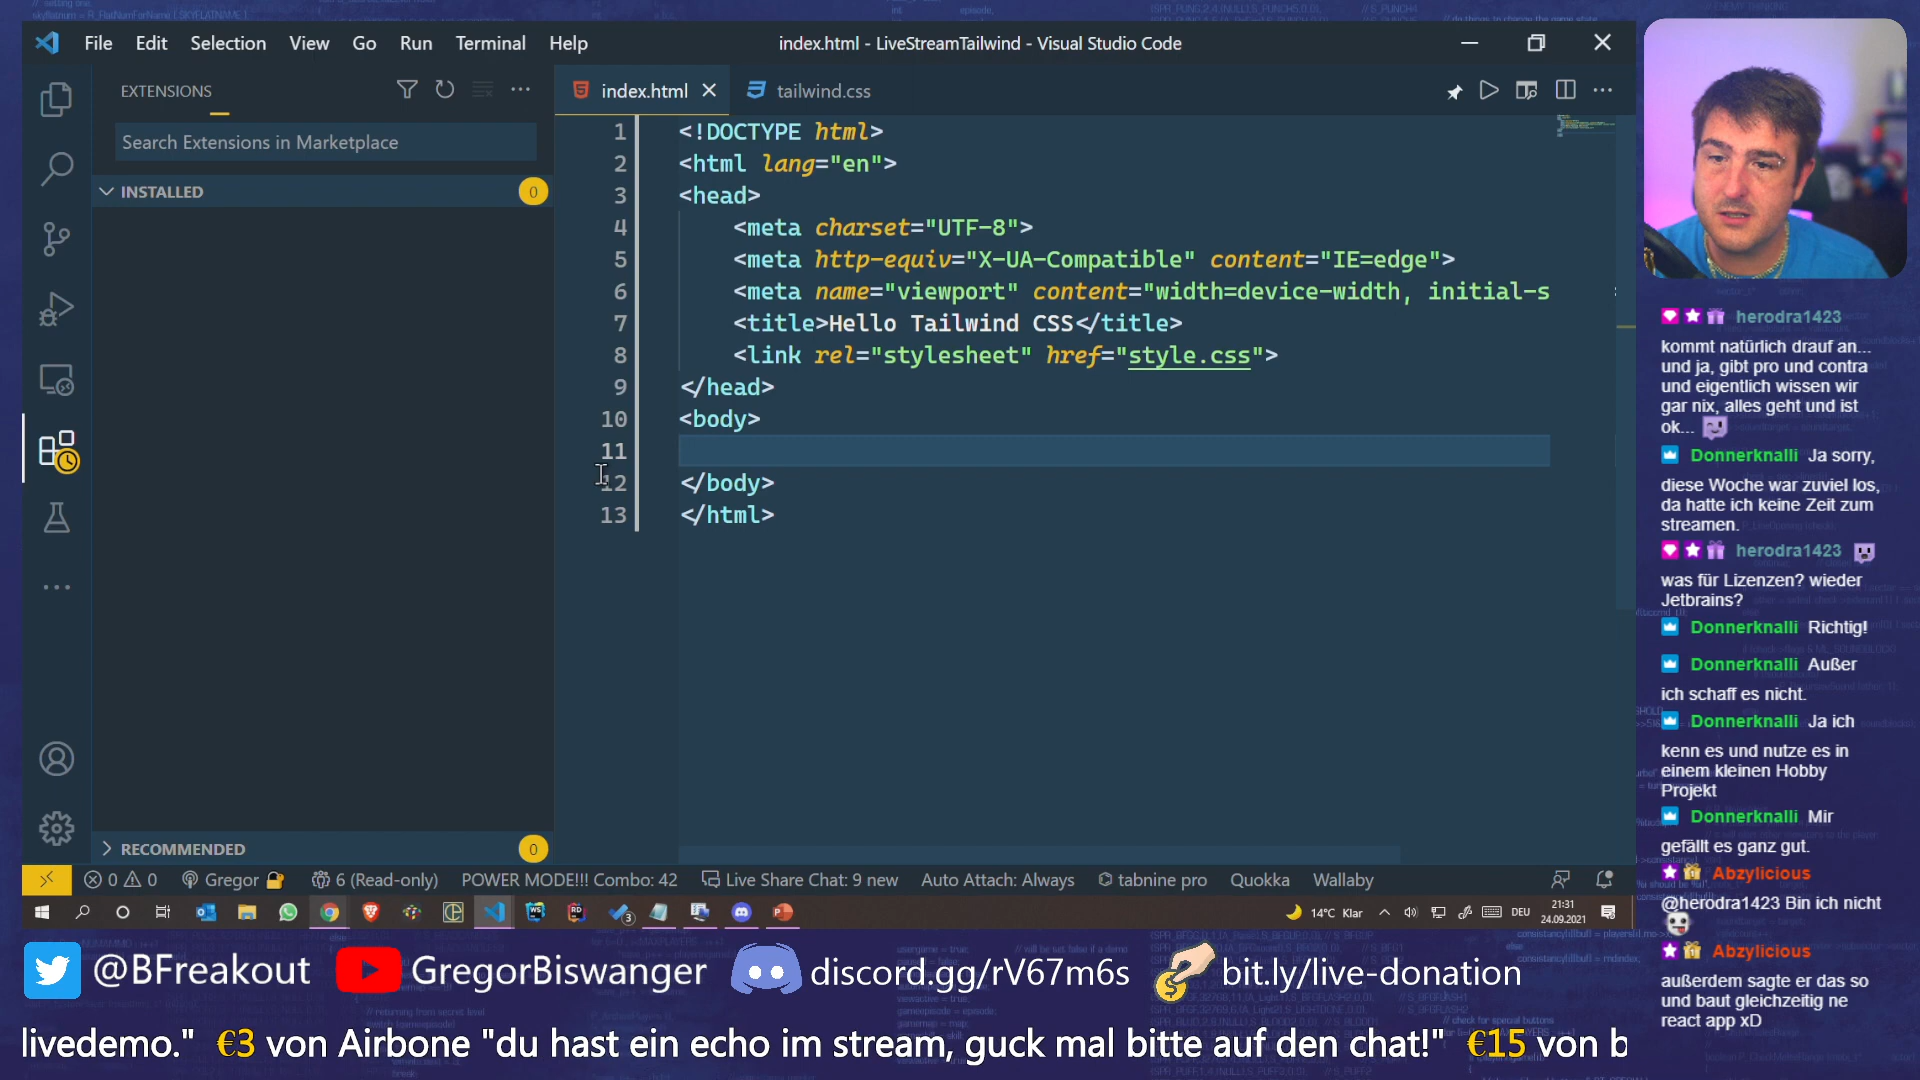 File Edit Selection View Go Run Terminal Help
index.html - LiveStreamTailwind - Visual Studio Code
EXTENSIONS
Search Extensions in Marketplace
INSTALLED 0
RECOMMENDED 0
index.html
tailwind.css
1 <!DOCTYPE html>
2 <html lang="en">
3 <head>
4 <meta charset="UTF-8">
5 <meta http-equiv="X-UA-Compatible" content="IE=edge">
6 <meta name="viewport" content="width=device-width, initial-s
7 <title>Hello Tailwind CSS</title>
8 <link rel="stylesheet" href="style.css">
9 </head>
10 <body>
11
12 </body>
13 </html>
0 0 Gregor 6 (Read-only) POWER MODE!!! Combo: 42 Live Share Chat: 9 new Auto Attach: Always tabnine pro Quokka Wallaby
3
14°C Klar DEU 21:31
24.09.2021
herodra1423
kommt natürlich drauf an...
und ja, gibt pro und contra
und eigentlich wissen wir
gar nix, alles geht und ist
ok...
Donnerknalli Ja sorry,
diese Woche war zuviel los,
da hatte ich keine Zeit zum
streamen.
herodra1423
was für Lizenzen? wieder
Jetbrains?
Donnerknalli Richtig!
Donnerknalli Außer
ich schaff es nicht.
Donnerknalli Ja ich
kenn es und nutze es in
einem kleinen Hobby
Projekt
Donnerknalli Mir
gefällt es ganz gut.
Abzylicious
@herodra1423 Bin ich nicht
Abzylicious
außerdem sagte er das so
und baut gleichzeitig ne
react app xD
@BFreakout GregorBiswanger discord.gg/rV67m6s bit.ly/live-donation
livedemo." €3 von Airbone "du hast ein echo im stream, guck mal bitte auf den chat!" €15 von b